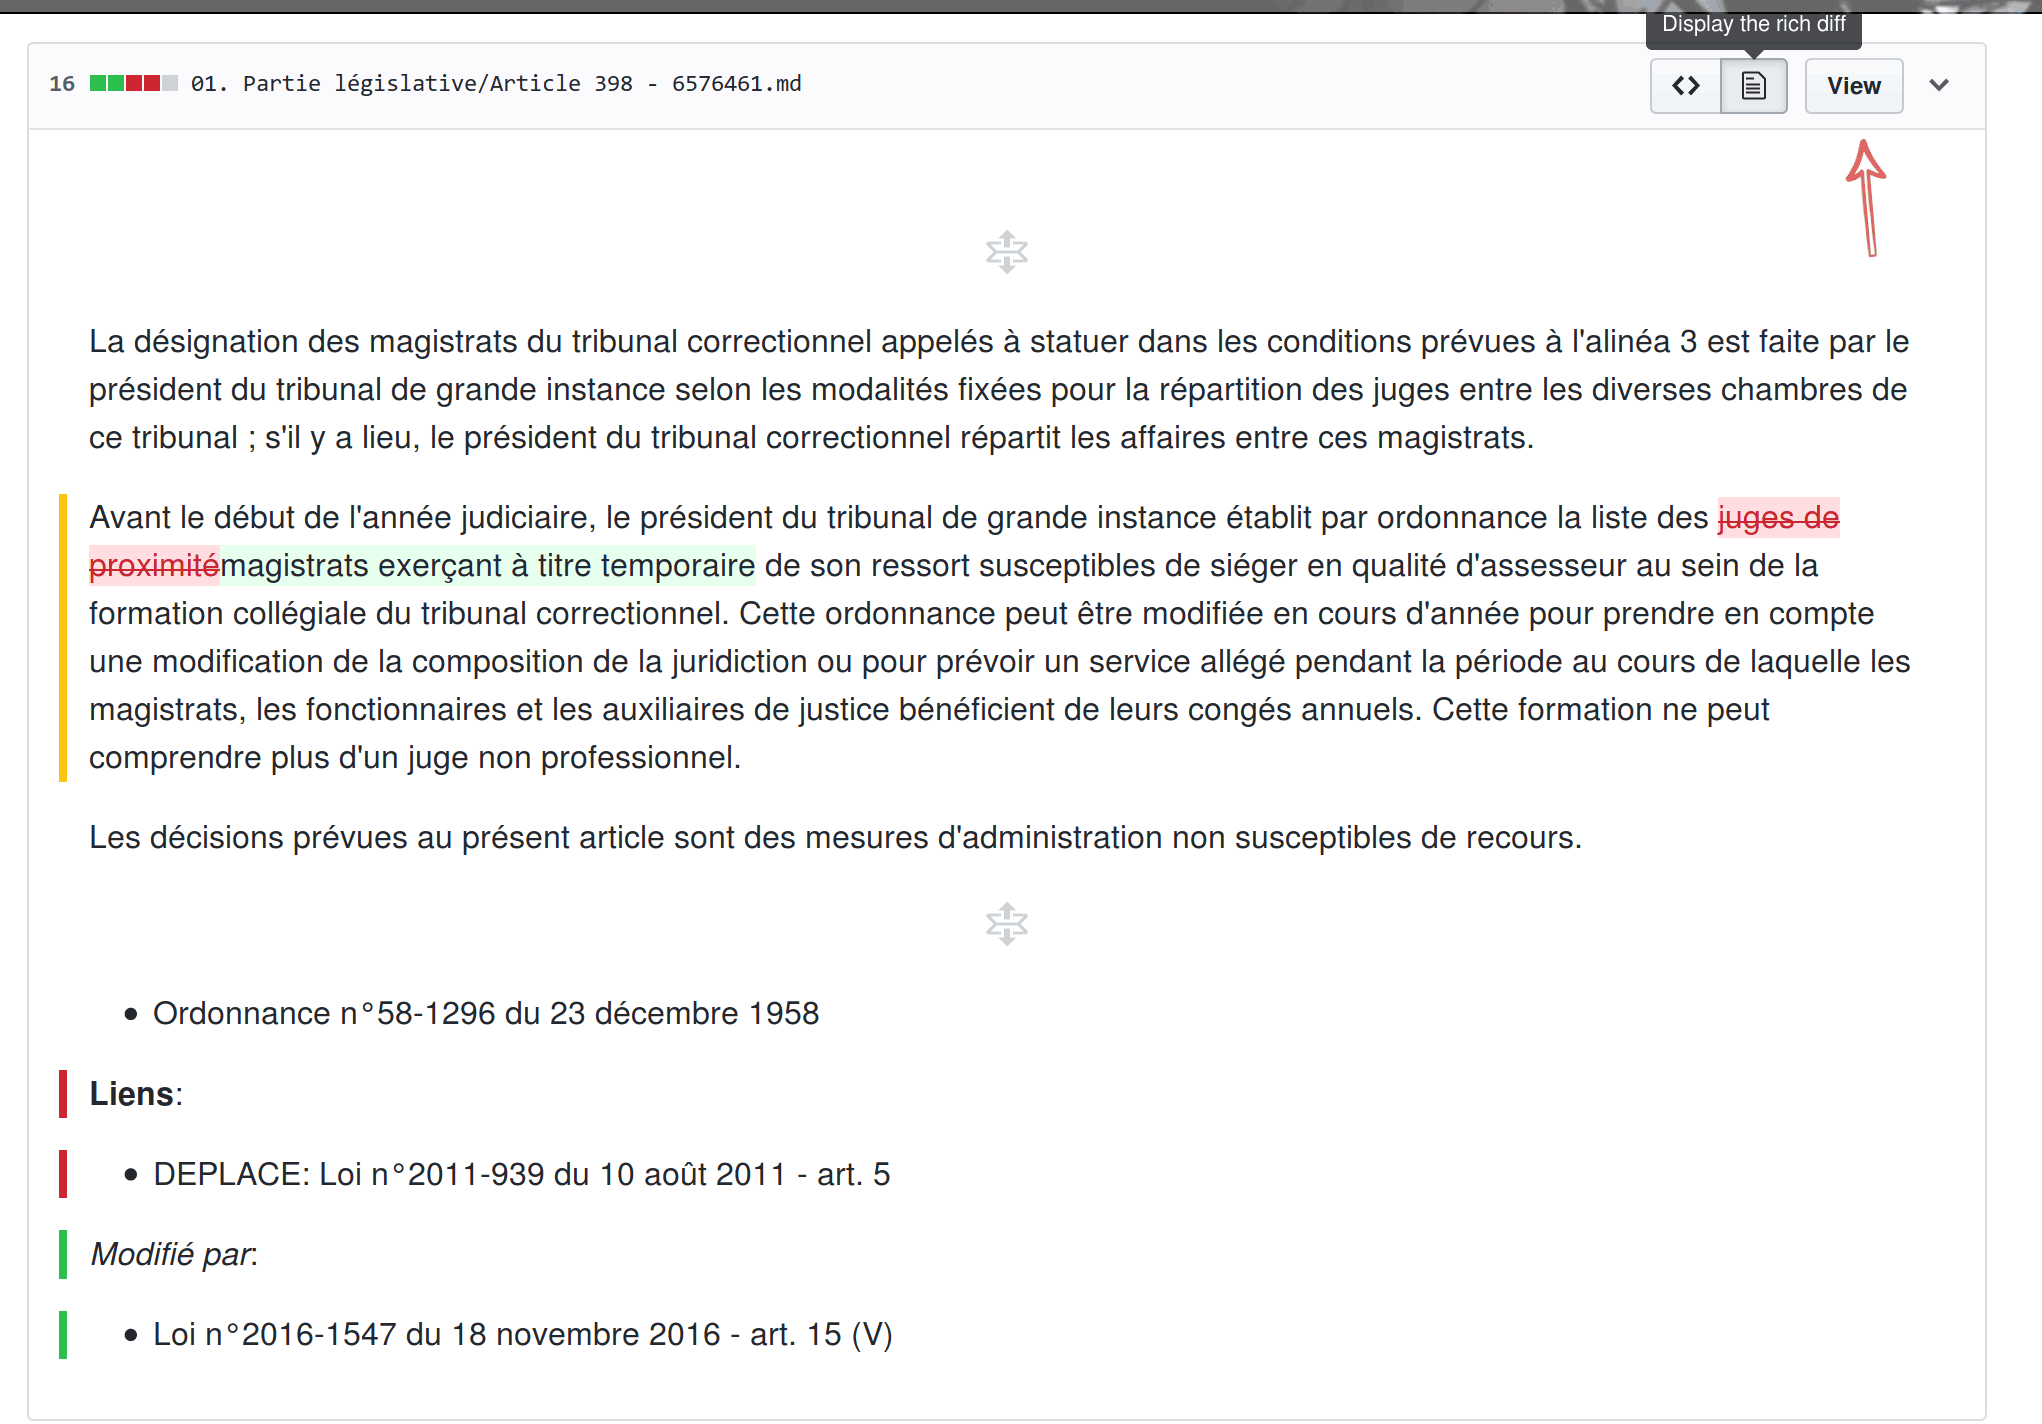 Display the rich diff
16 01. Partie législative/Article 398 - 6576461.md
<> View
La désignation des magistrats du tribunal correctionnel appelés à statuer dans les conditions prévues à l'alinéa 3 est faite par le
président du tribunal de grande instance selon les modalités fixées pour la répartition des juges entre les diverses chambres de
ce tribunal ; s'il y a lieu, le président du tribunal correctionnel répartit les affaires entre ces magistrats.
Avant le début de l'année judiciaire, le président du tribunal de grande instance établit par ordonnance la liste des juges de
proximitémagistrats exerçant à titre temporaire de son ressort susceptibles de siéger en qualité d'assesseur au sein de la
formation collégiale du tribunal correctionnel. Cette ordonnance peut être modifiée en cours d'année pour prendre en compte
une modification de la composition de la juridiction ou pour prévoir un service allégé pendant la période au cours de laquelle les
magistrats, les fonctionnaires et les auxiliaires de justice bénéficient de leurs congés annuels. Cette formation ne peut
comprendre plus d'un juge non professionnel.
Les décisions prévues au présent article sont des mesures d'administration non susceptibles de recours.
• Ordonnance n°58-1296 du 23 décembre 1958
Liens:
• DEPLACE: Loi n°2011-939 du 10 août 2011 - art. 5
Modifié par:
• Loi n°2016-1547 du 18 novembre 2016 - art. 15 (V)